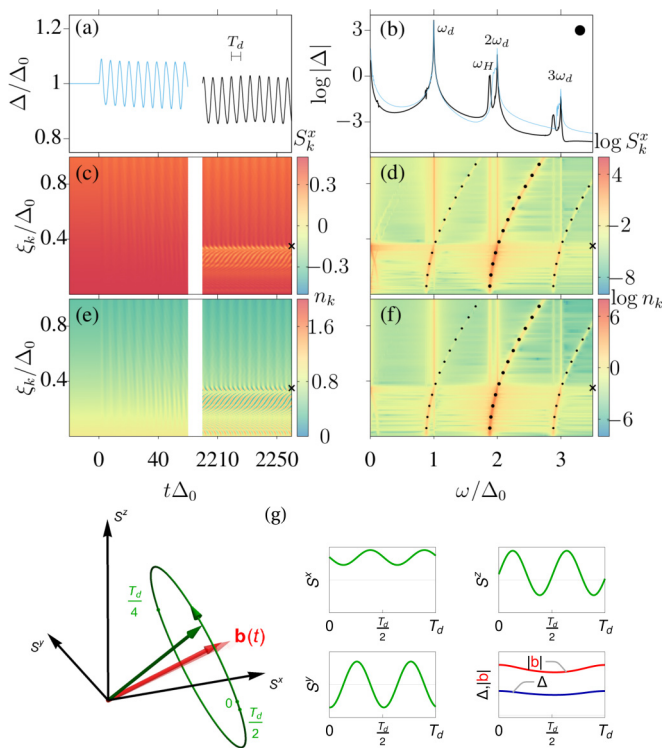 (a)
Δ/Δ₀
1.2
1
0.8
T_d
(b)
log |Δ|
3
0
−3
ω_d
2ω_d
ω_H
3ω_d
S_k^x
(c)
ξ_k/Δ₀
0.8
0.4
0.3
−0.3
×
log S_k^x
(d)
4
−2
−8
×
n_k
(e)
ξ_k/Δ₀
0.8
0.4
1.6
0.8
0
×
log n_k
(f)
6
0
−6
×
0 40 2210 2250
tΔ₀
0 1 2 3
ω/Δ₀
(g)
S^z
S^y
S^x
T_d/4
b(t)
0
T_d/2
S^x
0 T_d/2 T_d
S^z
0 T_d/2 T_d
S^y
0 T_d/2 T_d
Δ,|b|
|b|
Δ
0 T_d/2 T_d